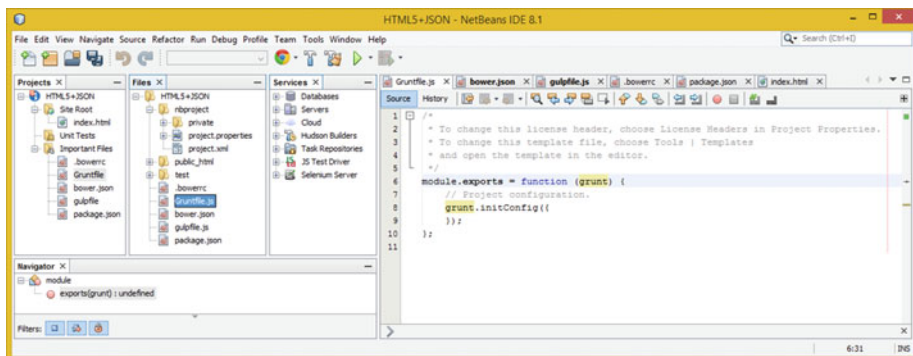 HTML5+JSON - NetBeans IDE 8.1
File Edit View Navigate Source Refactor Run Debug Profile Team Tools Window Help
Search (Ctrl+I)
Projects
HTML5+JSON
Site Root
index.html
Unit Tests
Important Files
.bowerrc
Gruntfile
bower.json
gulpfile
package.json
Files
HTML5+JSON
nbproject
private
project.properties
project.xml
public_html
test
.bowerrc
Gruntfile.js
bower.json
gulpfile.js
package.json
Services
Databases
Servers
Cloud
Hudson Builders
Task Repositories
JS Test Driver
Selenium Server
Gruntfile.js bower.json gulpfile.js .bowerrc package.json index.html
Source History
1 /*
2 * To change this license header, choose License Headers in Project Properties.
3 * To change this template file, choose Tools | Templates
4 * and open the template in the editor.
5 */
6 module.exports = function (grunt) {
7 // Project configuration.
8 grunt.initConfig({
9 });
10 };
11
Navigator
module
exports(grunt) : undefined
Filters:
6:31 INS